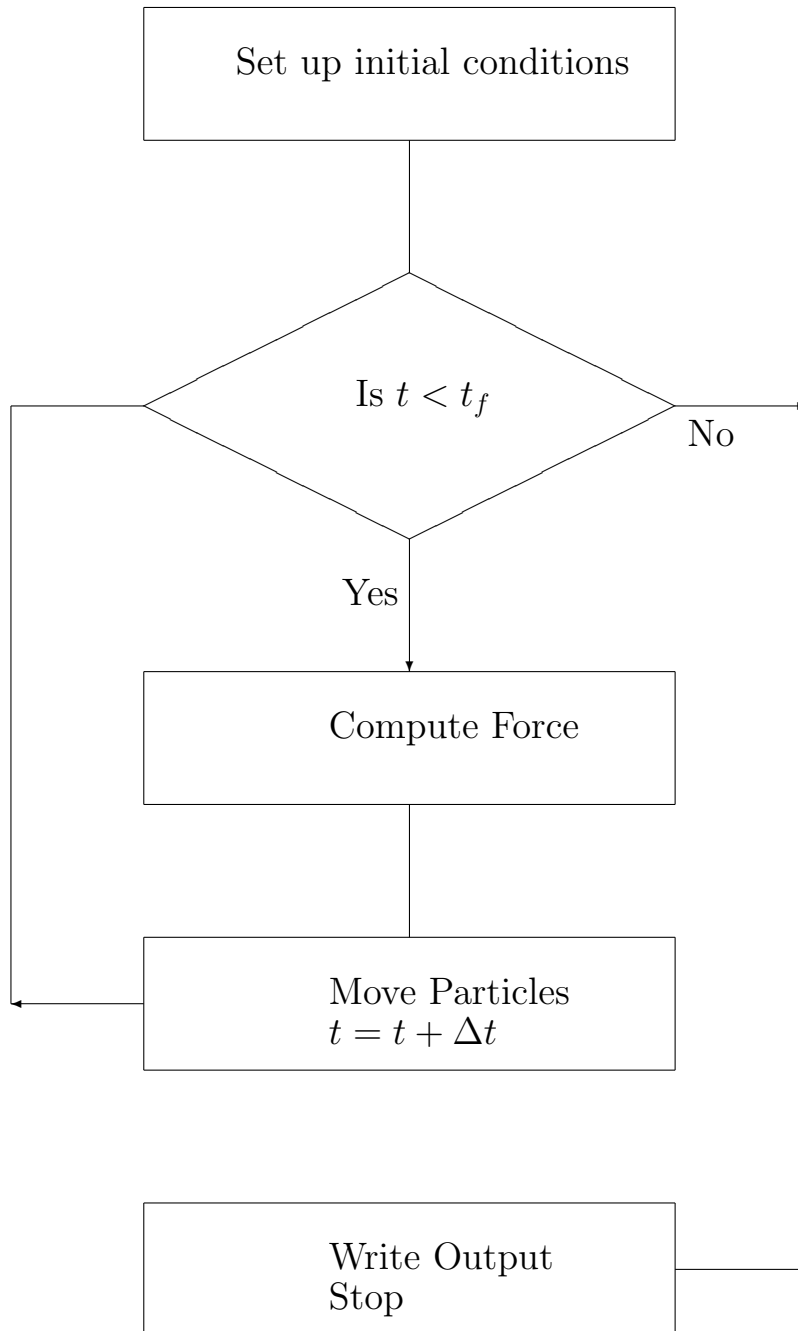 Set up initial conditions
Is t < t_f
No
Yes
Compute Force
Move Particles
t = t + Δt
Write Output
Stop